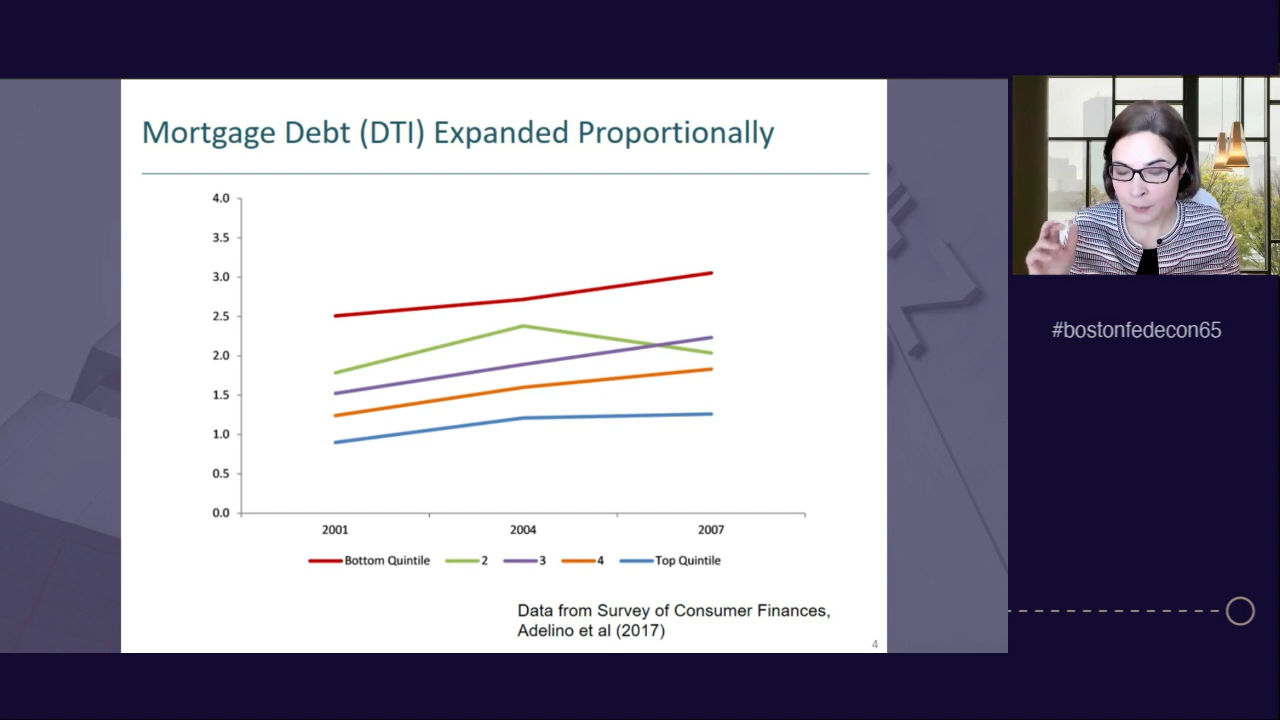 Mortgage Debt (DTI) Expanded Proportionally
4.0
3.5
3.0
2.5
2.0
1.5
1.0
0.5
0.0
2001 2004 2007
Bottom Quintile 2 3 4 Top Quintile
Data from Survey of Consumer Finances,
Adelino et al (2017)
4
#bostonfedecon65